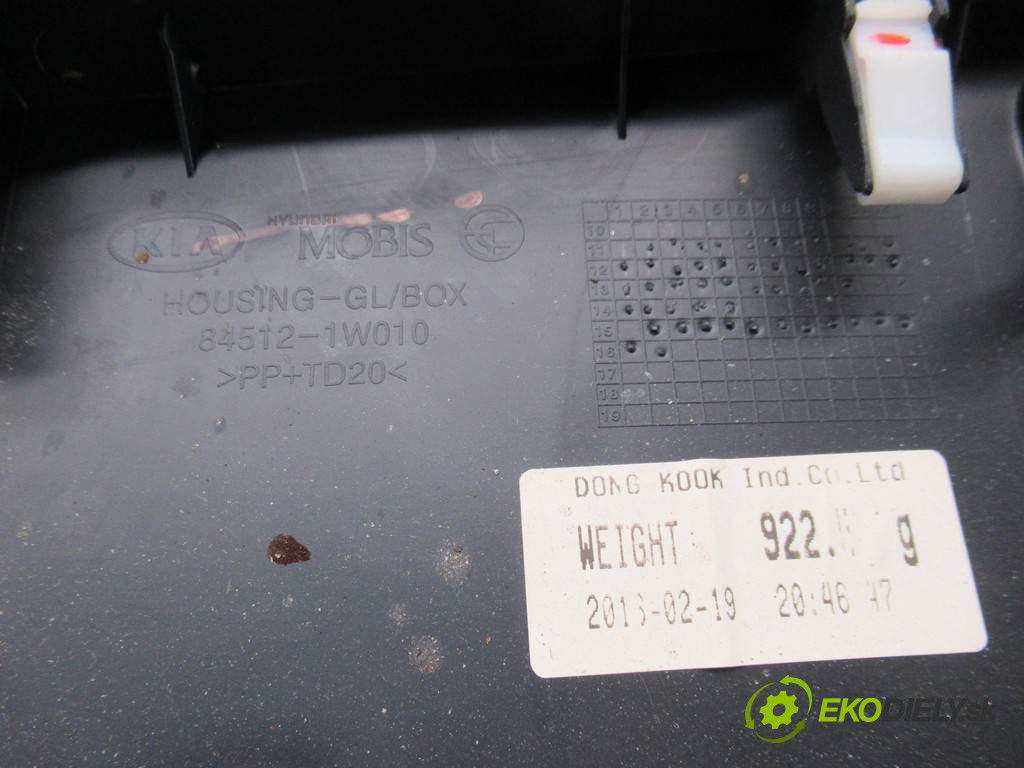 KIA
HYUNDAI
MOBIS
HOUSING-GL/BOX
84512-1W010
>PP+TD20<
1 2 3 4 5 6 7 8 9
10
11
12
13
14
15
16
17
18
19
DONG KOOK Ind.Co.Ltd
WEIGHT 922. g
20:46
EKODIELY.sk